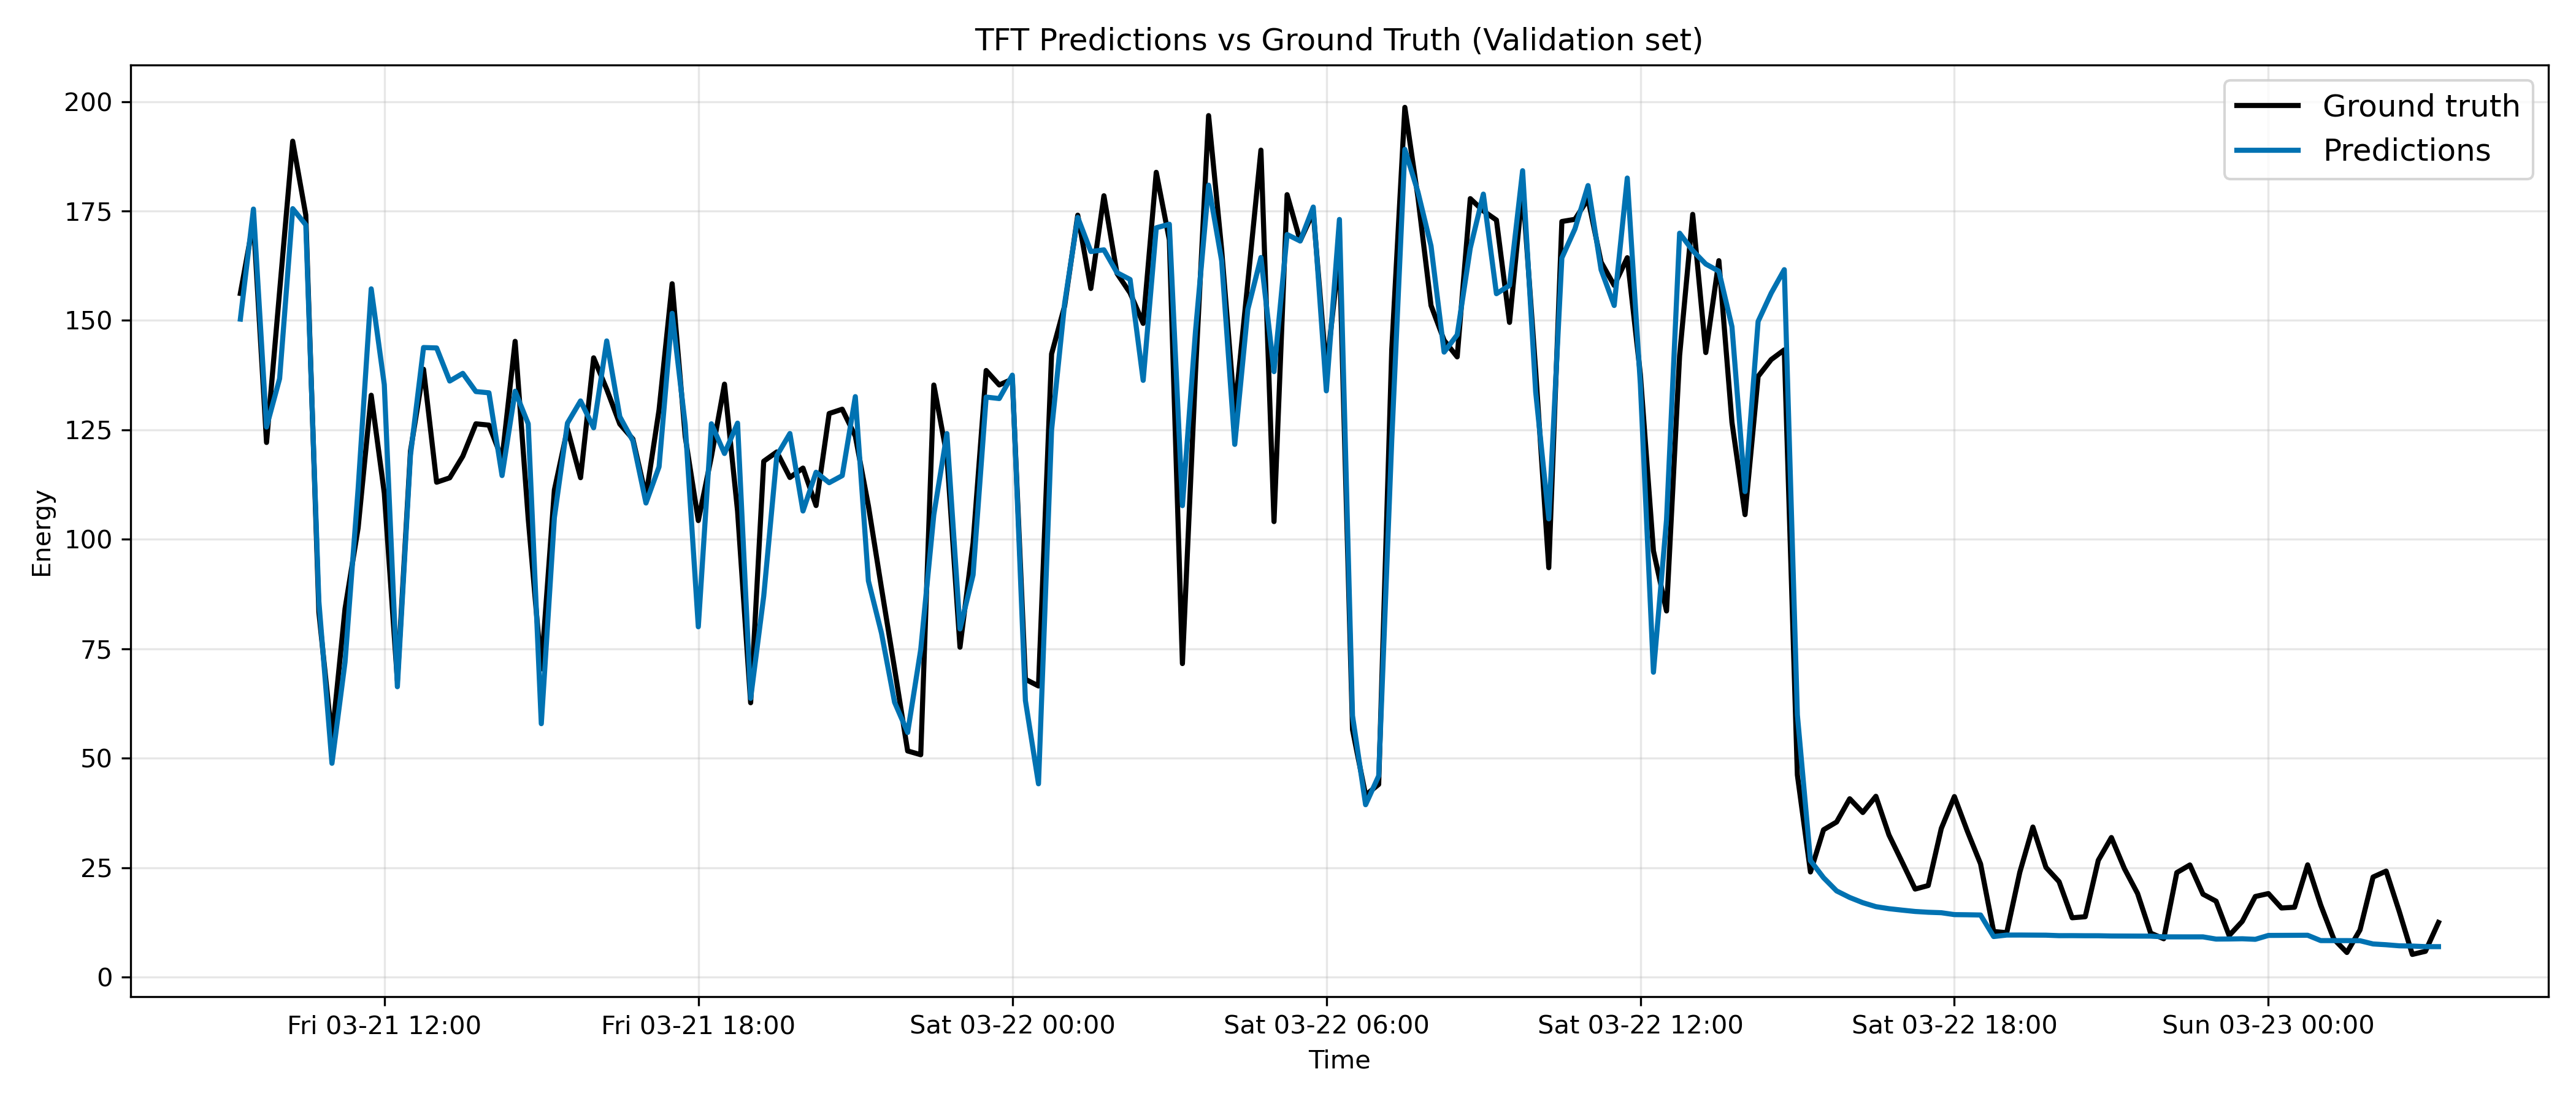 TFT Predictions vs Ground Truth (Validation set)
Ground truth
Predictions
Energy
200
175
150
125
100
75
50
25
0
Fri 03-21 12:00
Fri 03-21 18:00
Sat 03-22 00:00
Sat 03-22 06:00
Sat 03-22 12:00
Sat 03-22 18:00
Sun 03-23 00:00
Time